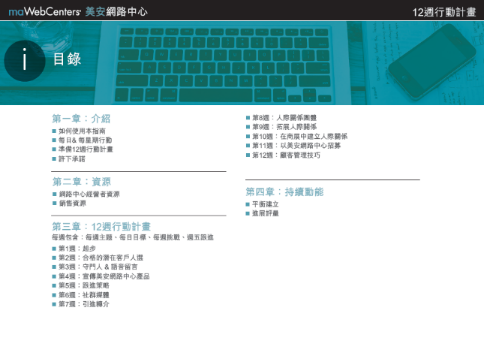 maWebCenters 美安網路中心
12週行動計畫
i 目錄
第一章：介紹
如何使用本指南
每日& 每星期行動
準備12週行動計畫
許下承諾
第二章：資源
網路中心經營者資源
銷售資源
第三章：12週行動計畫
每週包含：每週主題、每日目標、每週挑戰、週五跟進
第1週：起步
第2週：合格的潛在客戶人選
第3週：守門人 & 語音留言
第4週：宣傳美安網路中心產品
第5週：跟進策略
第6週：社群媒體
第7週：引進轉介
第8週：人際關係團體
第9週：拓展人際關係
第10週：在商展中建立人際關係
第11週：以美安網路中心招募
第12週：顧客管理技巧
第四章：持續動能
平衡建立
進展評量